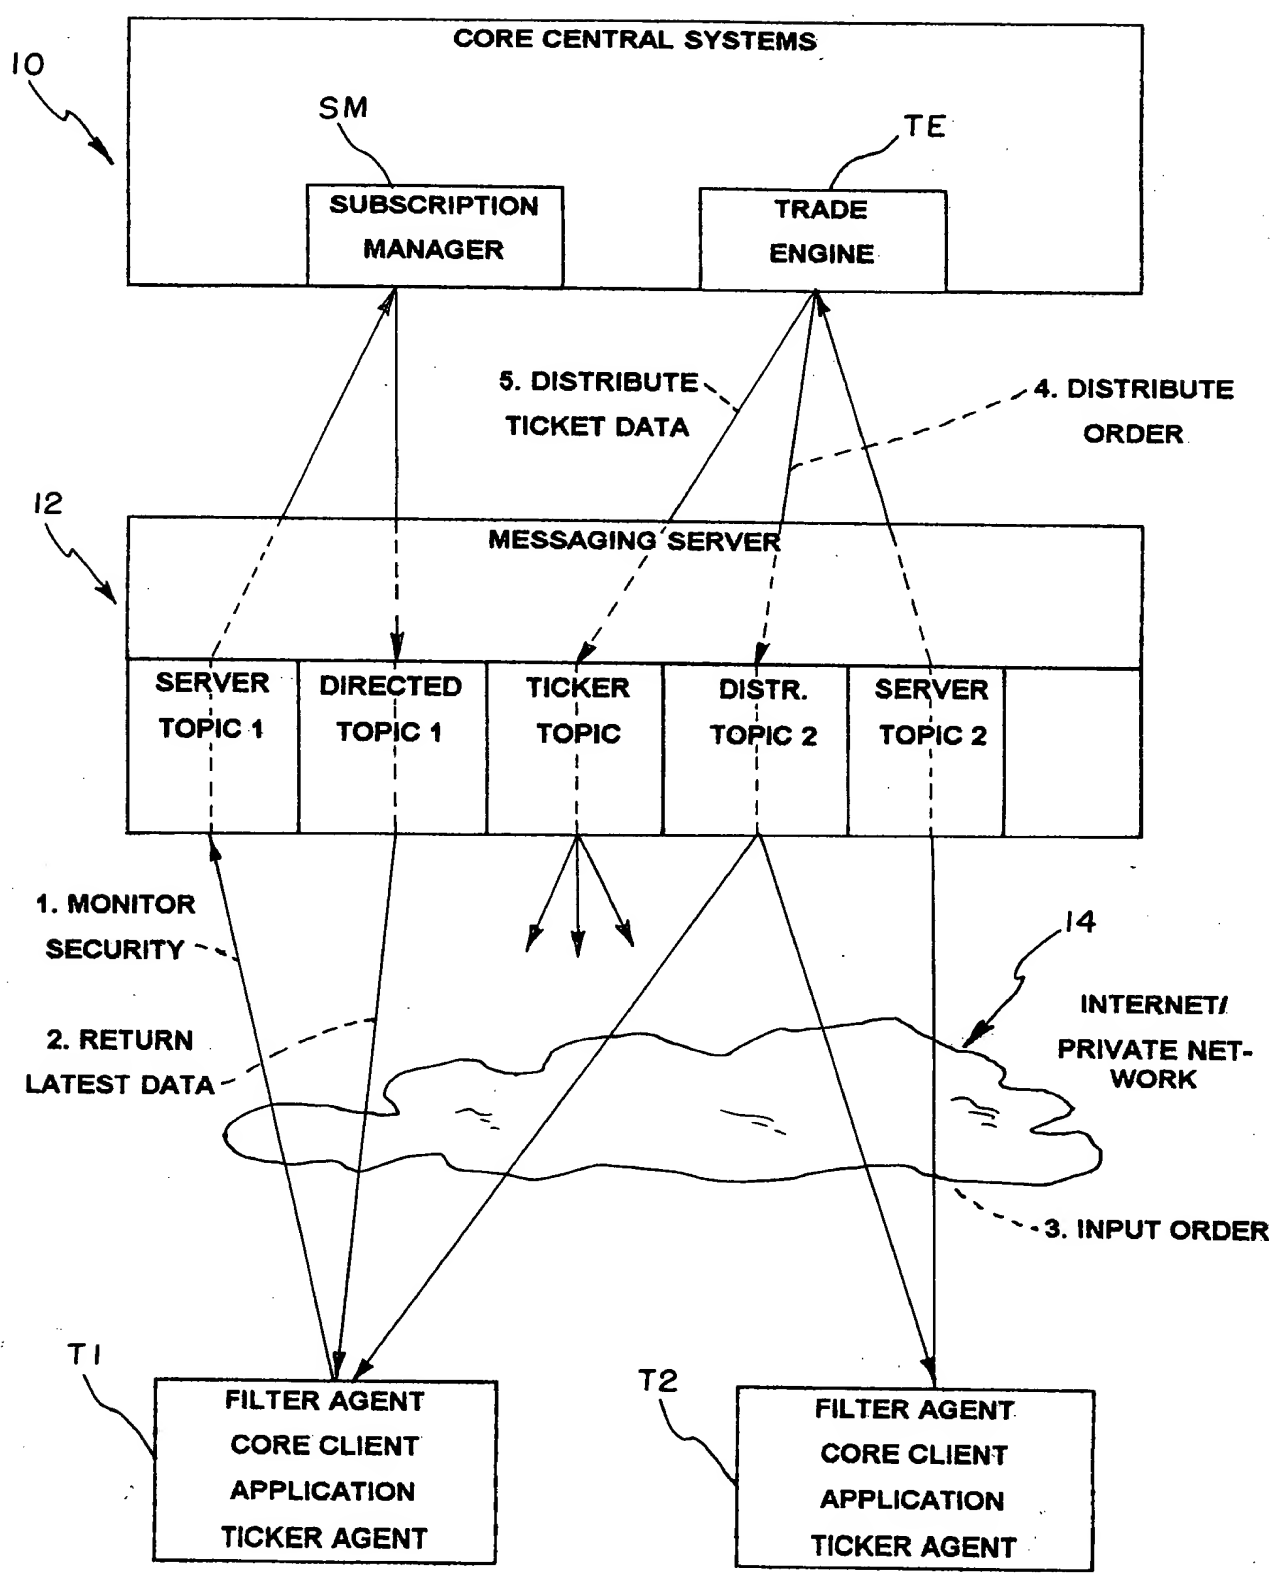 CORE CENTRAL SYSTEMS
10
SM
TE
SUBSCRIPTION
MANAGER
TRADE
ENGINE
5. DISTRIBUTE
TICKET DATA
4. DISTRIBUTE
ORDER
12
MESSAGING SERVER
SERVER
TOPIC 1
DIRECTED
TOPIC 1
TICKER
TOPIC
DISTR.
TOPIC 2
SERVER
TOPIC 2
1. MONITOR
SECURITY
2. RETURN
LATEST DATA
14
INTERNET/
PRIVATE NET-
WORK
3. INPUT ORDER
T1
FILTER AGENT
CORE CLIENT
APPLICATION
TICKER AGENT
T2
FILTER AGENT
CORE CLIENT
APPLICATION
TICKER AGENT